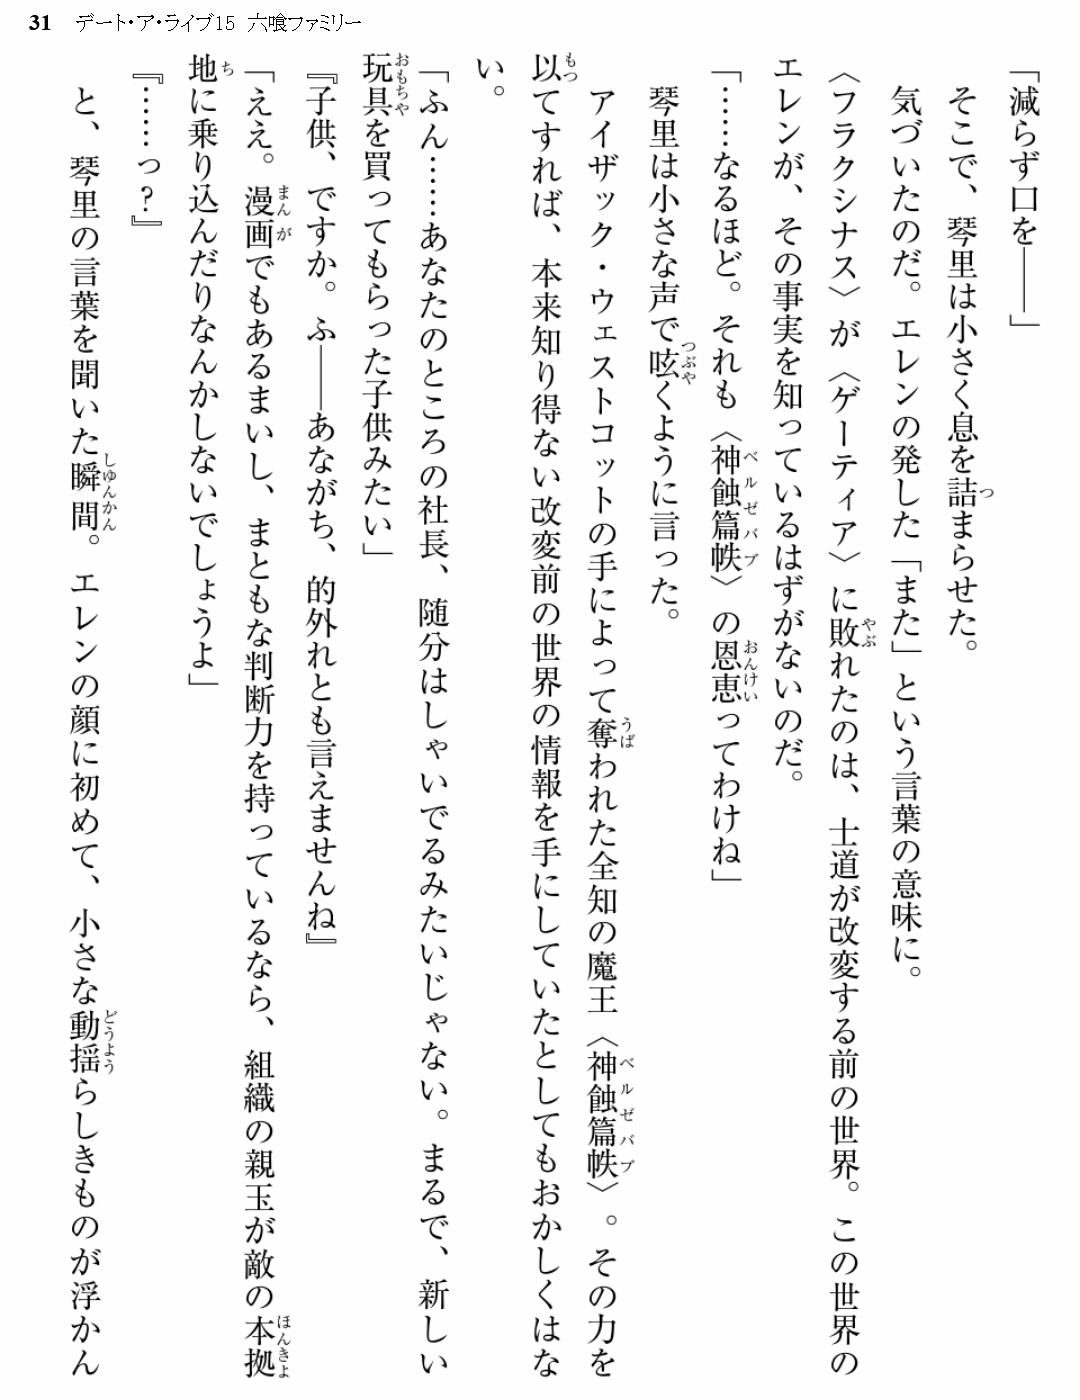 31 デート・ア・ライブ15 六喰ファミリー
「減らず口を――」
そこで、琴里は小さく息を詰まらせた。
気づいたのだ。エレンの発した「また」という言葉の意味に。
〈フラクシナス〉が〈ゲーティア〉に敗れたのは、士道が改変する前の世界。この世界の
エレンが、その事実を知っているはずがないのだ。
「……なるほど。それも〈神蝕篇帙〉の恩恵ってわけね」
琴里は小さな声で呟くように言った。
アイザック・ウェストコットの手によって奪われた全知の魔王〈神蝕篇帙〉。その力を
以てすれば、本来知り得ない改変前の世界の情報を手にしていたとしてもおかしくはな
い。
「ふん……あなたのところの社長、随分はしゃいでるみたいじゃない。まるで、新しい
玩具を買ってもらった子供みたい」
『子供、ですか。ふ――あながち、的外れとも言えませんね』
「ええ。漫画でもあるまいし、まともな判断力を持っているなら、組織の親玉が敵の本拠
地に乗り込んだりなんかしないでしょうよ」
『……っ?』
と、琴里の言葉を聞いた瞬間。エレンの顔に初めて、小さな動揺らしきものが浮かん